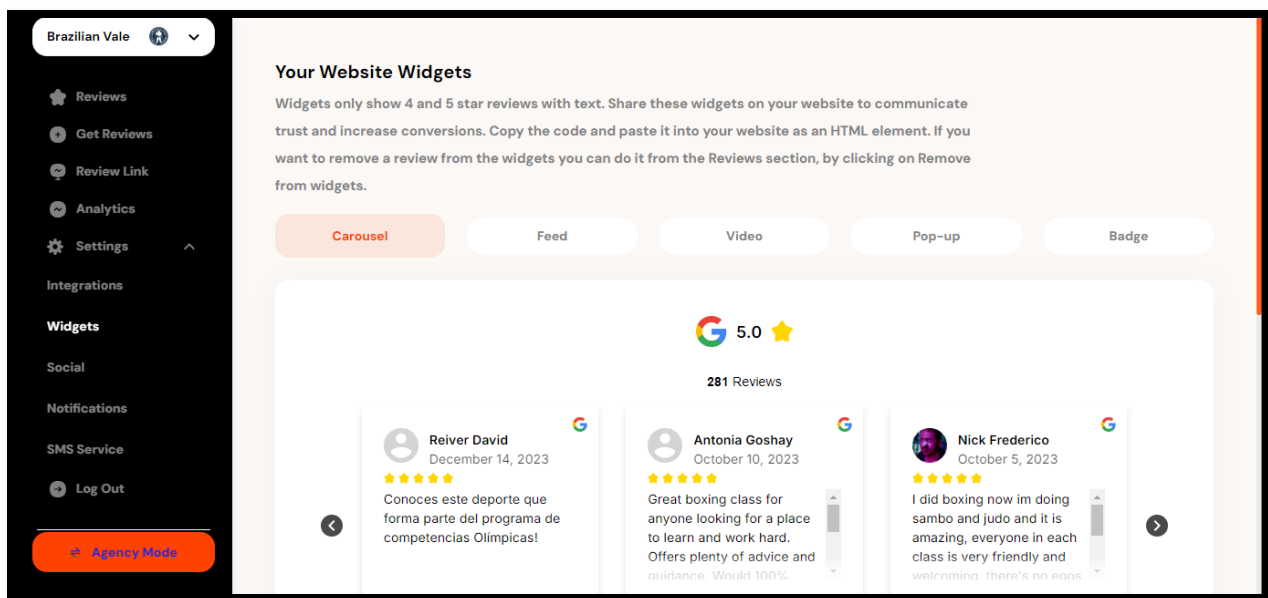 Brazilian Vale
Reviews
Get Reviews
Review Link
Analytics
Settings
Integrations
Widgets
Social
Notifications
SMS Service
Log Out
Agency Mode
Your Website Widgets
Widgets only show 4 and 5 star reviews with text. Share these widgets on your website to communicate
trust and increase conversions. Copy the code and paste it into your website as an HTML element. If you
want to remove a review from the widgets you can do it from the Reviews section, by clicking on Remove
from widgets.
Carousel
Feed
Video
Pop-up
Badge
5.0
281 Reviews
Reiver David
December 14, 2023
Conoces este deporte que
forma parte del programa de
competencias Olímpicas!
Antonia Goshay
October 10, 2023
Great boxing class for
anyone looking for a place
to learn and work hard.
Offers plenty of advice and
guidance. Would 100%
Nick Frederico
October 5, 2023
I did boxing now im doing
sambo and judo and it is
amazing, everyone in each
class is very friendly and
welcoming, there's no egos